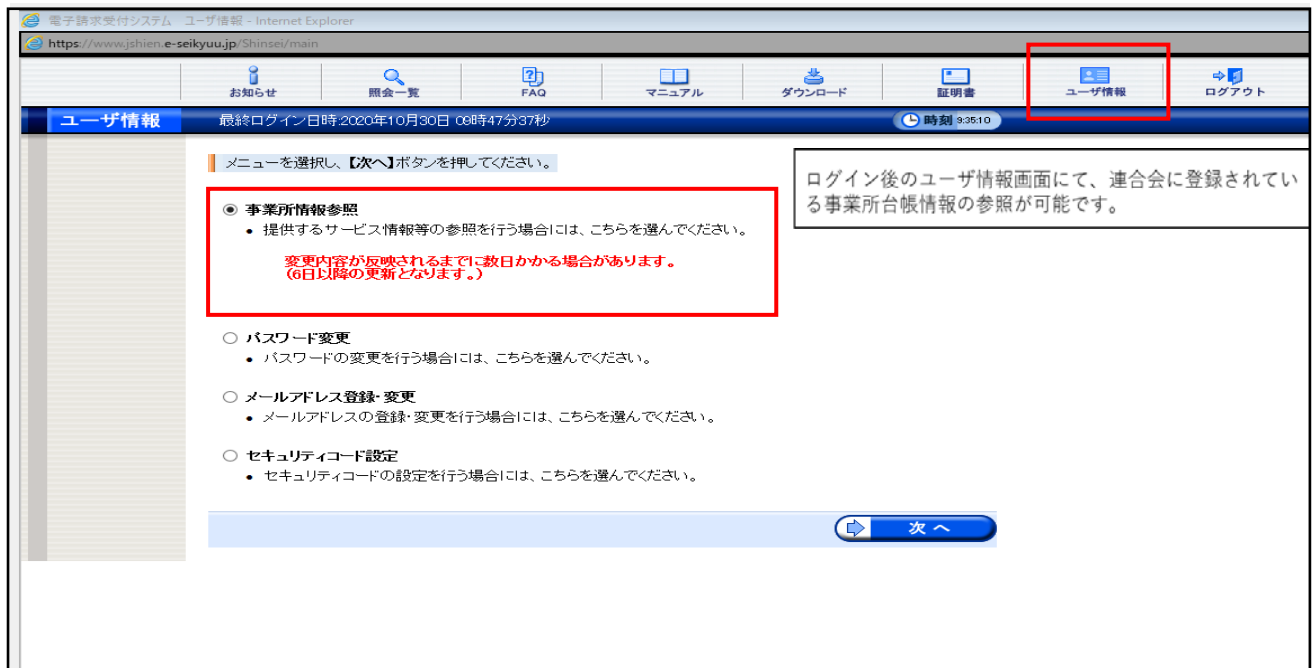 電子請求受付システム ユーザ情報 - Internet Explorer
https://www.jshien.e-seikyuu.jp/Shinsei/main
お知らせ 照会一覧 FAQ マニュアル ダウンロード 証明書 ユーザ情報 ログアウト
ユーザ情報 最終ログイン日時:2020年10月30日 09時47分37秒 時刻 9:35:10
メニューを選択し、【次へ】ボタンを押してください。
ログイン後のユーザ情報画面にて、連合会に登録されてい
る事業所台帳情報の参照が可能です。
事業所情報参照
• 提供するサービス情報等の参照を行う場合には、こちらを選んでください。
変更内容が反映されるまでに数日かかる場合があります。
(6日以降の更新となります。)
パスワード変更
• パスワードの変更を行う場合には、こちらを選んでください。
メールアドレス登録・変更
• メールアドレスの登録・変更を行う場合には、こちらを選んでください。
セキュリティコード設定
• セキュリティコードの設定を行う場合には、こちらを選んでください。
次へ